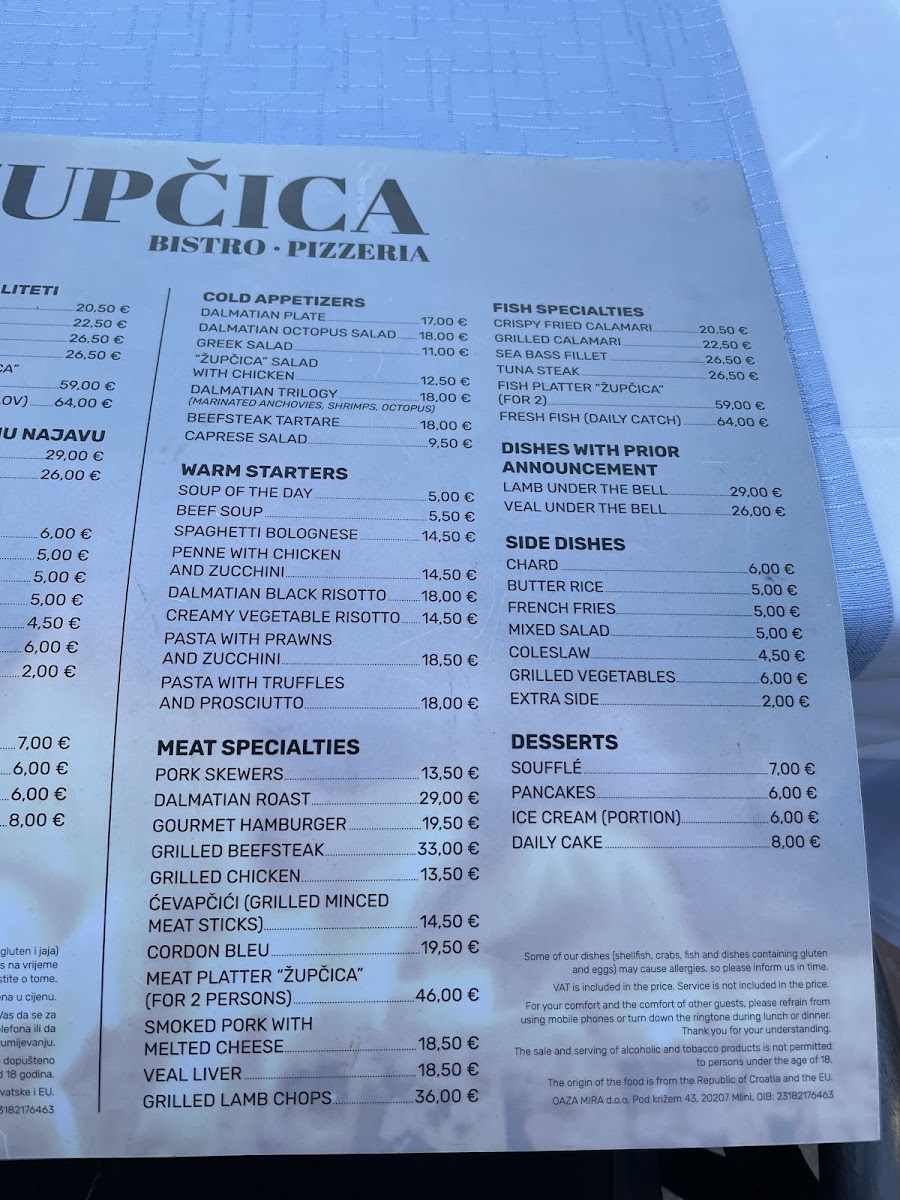 UPČICA
BISTRO · PIZZERIA
LITETI
20,50 €
22,50 €
26,50 €
26,50 €
CA"
59,00 €
LOV) 64,00 €
U NAJAVU
29,00 €
26,00 €
6,00 €
5,00 €
5,00 €
5,00 €
4,50 €
6,00 €
2,00 €
7,00 €
6,00 €
6,00 €
8,00 €
gluten i jaja)
s na vrijeme
stite o tome.
ena u cijenu.
Vas da se za
elefona ili da
umijevanju.
dopušteno
d 18 godina.
vatske i EU.
23182176463
COLD APPETIZERS
DALMATIAN PLATE 17,00 €
DALMATIAN OCTOPUS SALAD 18,00 €
GREEK SALAD 11,00 €
"ŽUPČICA" SALAD
WITH CHICKEN 12,50 €
DALMATIAN TRILOGY 18,00 €
(MARINATED ANCHOVIES, SHRIMPS, OCTOPUS)
BEEFSTEAK TARTARE 18,00 €
CAPRESE SALAD 9,50 €
WARM STARTERS
SOUP OF THE DAY 5,00 €
BEEF SOUP 5,50 €
SPAGHETTI BOLOGNESE 14,50 €
PENNE WITH CHICKEN
AND ZUCCHINI 14,50 €
DALMATIAN BLACK RISOTTO 18,00 €
CREAMY VEGETABLE RISOTTO 14,50 €
PASTA WITH PRAWNS
AND ZUCCHINI 18,50 €
PASTA WITH TRUFFLES
AND PROSCIUTTO 18,00 €
MEAT SPECIALTIES
PORK SKEWERS 13,50 €
DALMATIAN ROAST 29,00 €
GOURMET HAMBURGER 19,50 €
GRILLED BEEFSTEAK 33,00 €
GRILLED CHICKEN 13,50 €
ĆEVAPČIĆI (GRILLED MINCED
MEAT STICKS) 14,50 €
CORDON BLEU 19,50 €
MEAT PLATTER "ŽUPČICA"
(FOR 2 PERSONS) 46,00 €
SMOKED PORK WITH
MELTED CHEESE 18,50 €
VEAL LIVER 18,50 €
GRILLED LAMB CHOPS 36,00 €
FISH SPECIALTIES
CRISPY FRIED CALAMARI 20,50 €
GRILLED CALAMARI 22,50 €
SEA BASS FILLET 26,50 €
TUNA STEAK 26,50 €
FISH PLATTER "ŽUPČICA"
(FOR 2) 59,00 €
FRESH FISH (DAILY CATCH) 64,00 €
DISHES WITH PRIOR
ANNOUNCEMENT
LAMB UNDER THE BELL 29,00 €
VEAL UNDER THE BELL 26,00 €
SIDE DISHES
CHARD 6,00 €
BUTTER RICE 5,00 €
FRENCH FRIES 5,00 €
MIXED SALAD 5,00 €
COLESLAW 4,50 €
GRILLED VEGETABLES 6,00 €
EXTRA SIDE 2,00 €
DESSERTS
SOUFFLÉ 7,00 €
PANCAKES 6,00 €
ICE CREAM (PORTION) 6,00 €
DAILY CAKE 8,00 €
Some of our dishes (shellfish, crabs, fish and dishes containing gluten
and eggs) may cause allergies, so please inform us in time.
VAT is included in the price. Service is not included in the price.
For your comfort and the comfort of other guests, please refrain from
using mobile phones or turn down the ringtone during lunch or dinner.
Thank you for your understanding.
The sale and serving of alcoholic and tobacco products is not permitted
to persons under the age of 18.
The origin of the food is from the Republic of Croatia and the EU.
OAZA MIRA d.o.o. Pod križem 43, 20207 Mlini, OIB: 23182176463